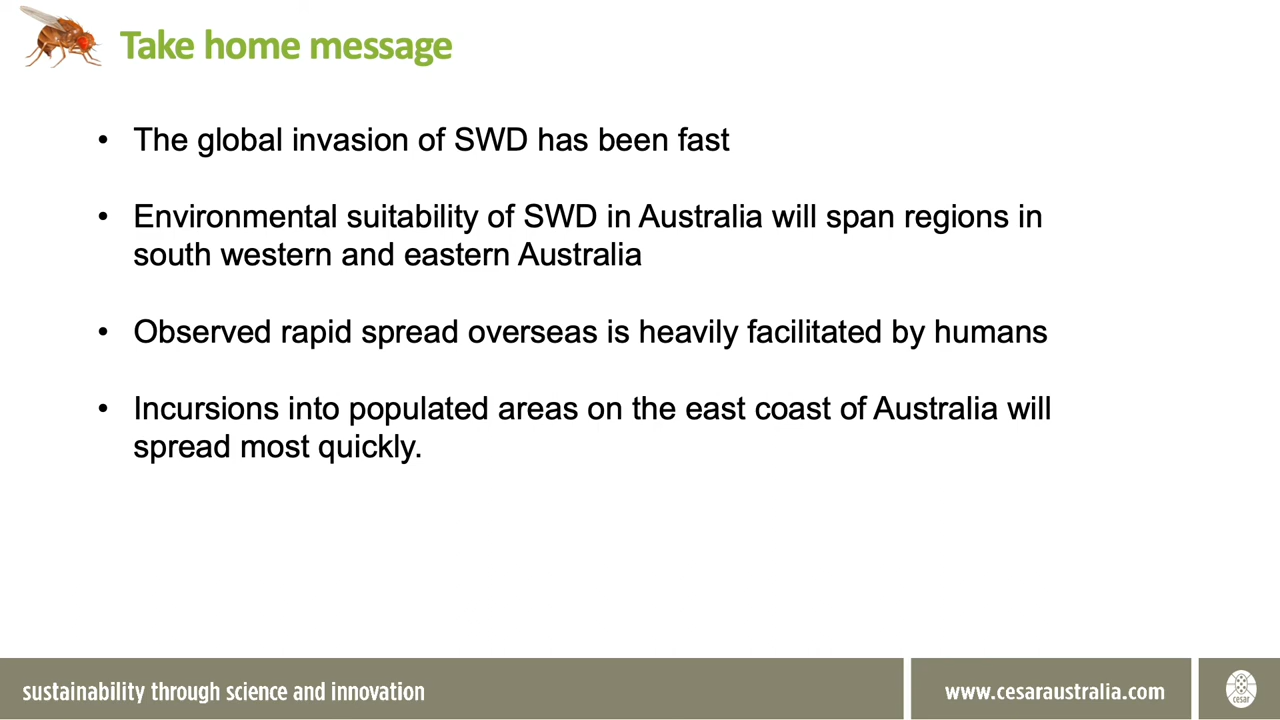 Take home message
• The global invasion of SWD has been fast
• Environmental suitability of SWD in Australia will span regions in
south western and eastern Australia
• Observed rapid spread overseas is heavily facilitated by humans
• Incursions into populated areas on the east coast of Australia will
spread most quickly.
sustainability through science and innovation
www.cesaraustralia.com
cesar